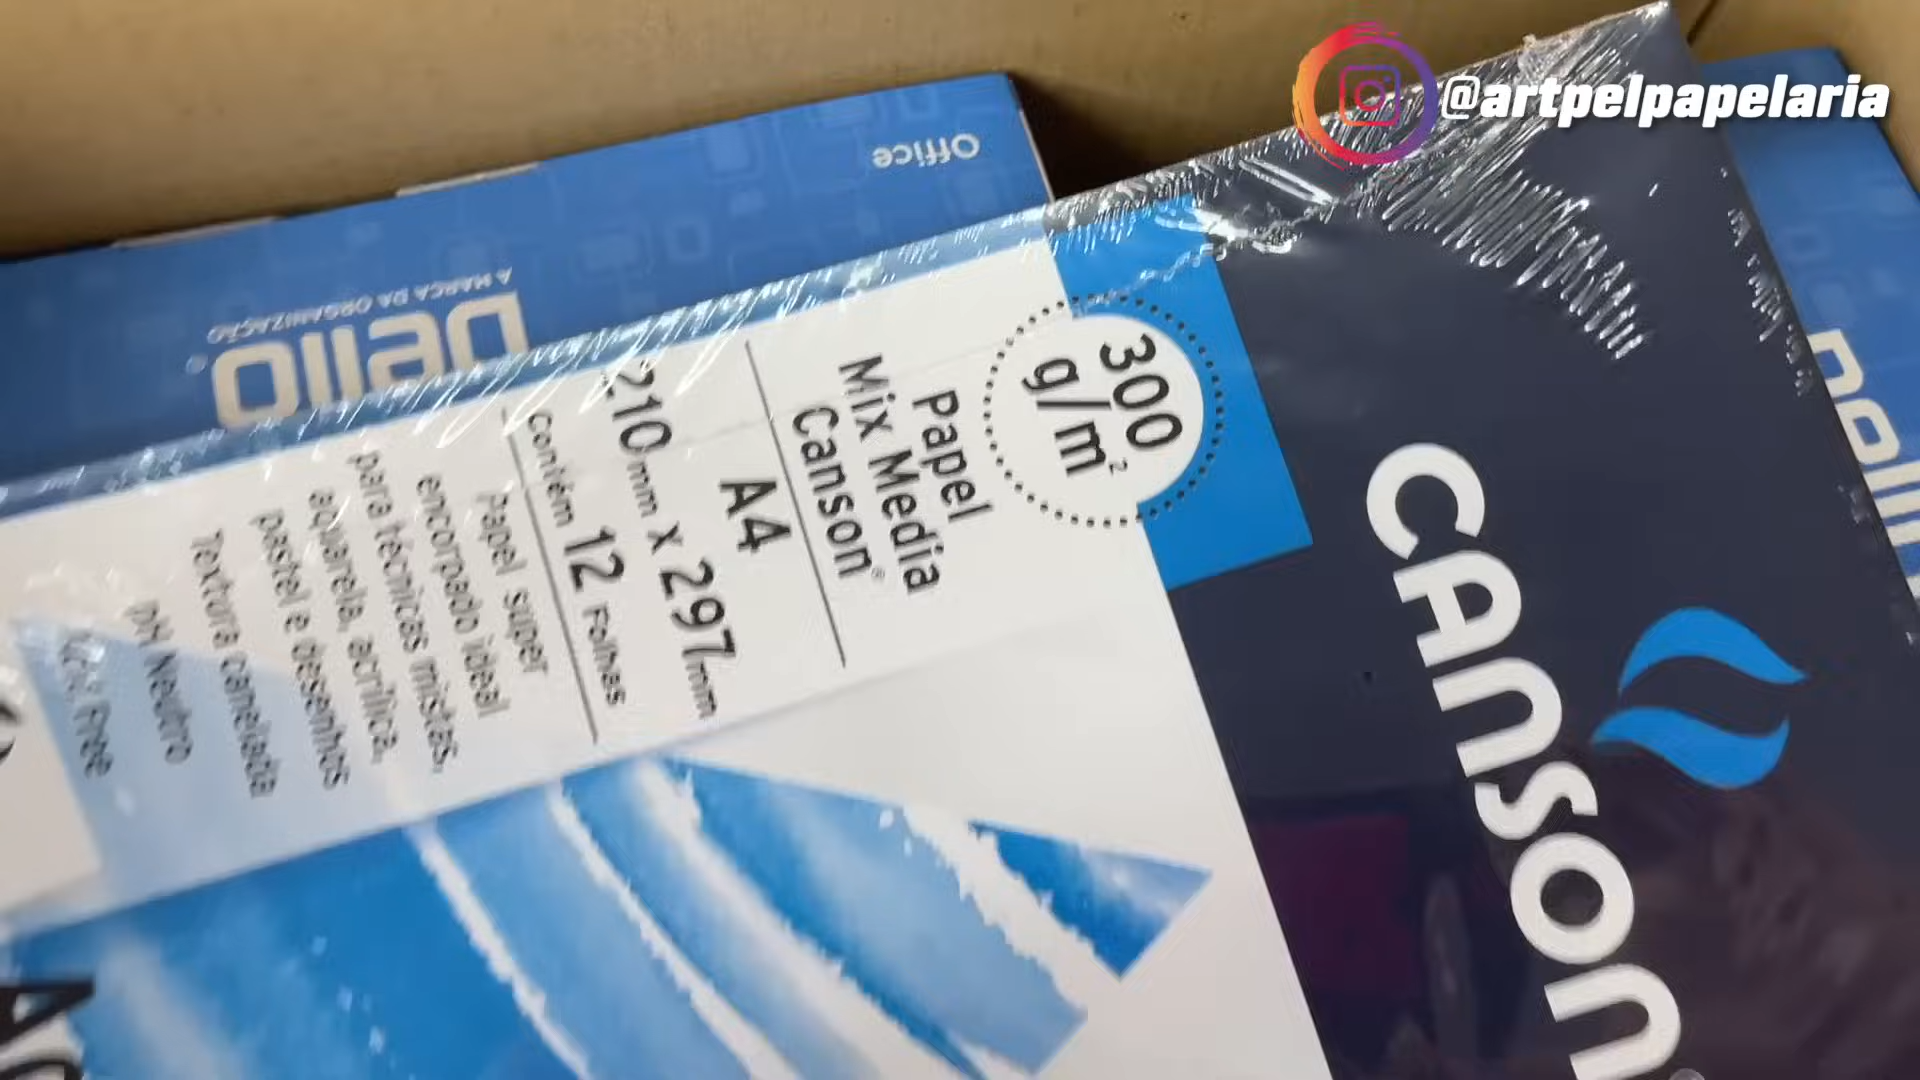 @artpelpapelaria
Office
Dello
A MARCA DA ORGANIZAÇÃO
CANSON
300
g/m²
Papel
Mix Media
Canson®
A4
210mm x 297mm
Contém 12 Folhas
Papel super
encorpado ideal
para técnicas mistas,
aquarela, acrílica,
pastel e desenhos
Textura canelada
pH Neutro
Free